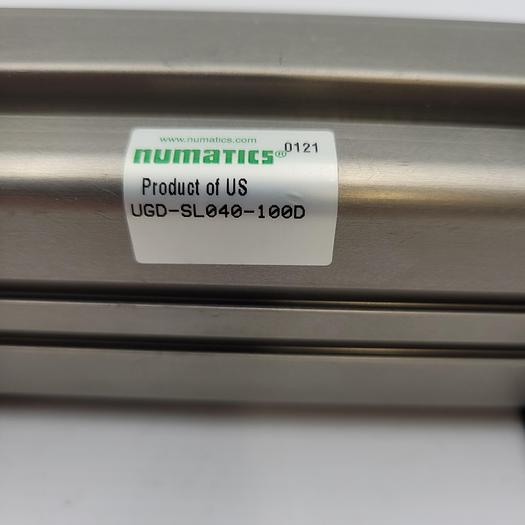 www.numatics.com
numatics® 0121
Product of US
UGD-SL040-100D